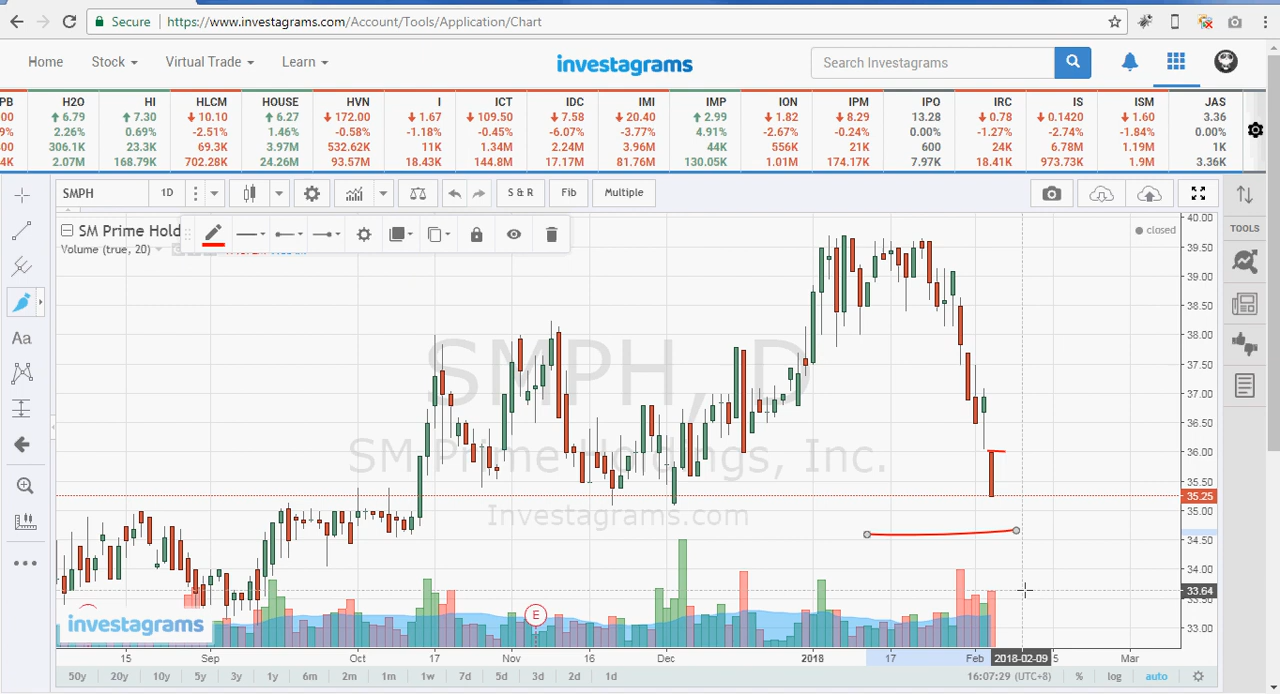 Secure https://www.investagrams.com/Account/Tools/Application/Chart
Home Stock Virtual Trade Learn investagrams Search Investagrams
PB H2O HI HLCM HOUSE HVN I ICT IDC IMI IMP ION IPM IPO IRC IS ISM JAS
00 6.79 7.30 10.10 6.27 172.00 1.67 109.50 7.58 20.40 2.99 1.82 8.29 13.28 0.78 0.1420 1.60 3.36
9% 2.26% 0.69% -2.51% 1.46% -0.58% -1.18% -0.45% -6.07% -3.77% 4.91% -2.67% -0.24% 0.00% -1.27% -2.74% -1.84% 0.00%
800 306.1K 23.3K 69.3K 3.97M 532.62K 11K 1.34M 2.24M 3.96M 44K 556K 21K 600 24K 6.78M 1.19M 1K
4K 2.07M 168.79K 702.28K 24.26M 93.57M 18.43K 144.8M 17.17M 81.76M 130.05K 1.01M 174.17K 7.97K 18.41K 973.73K 1.9M 3.36K
SMPH 1D S & R Fib Multiple
TOOLS
SM Prime Hold
closed
Volume (true, 20)
Aa
SMPH, D
SM Prime Holdings, Inc.
Investagrams.com
40.00
39.50
39.00
38.50
38.00
37.50
37.00
36.50
36.00
35.50
35.25
35.00
34.50
34.00
33.64
33.50
33.00
E
investagrams
15 Sep Oct 17 Nov 16 Dec 2018 17 Feb 2018-02-09 5 Mar
50y 20y 10y 5y 3y 1y 6m 2m 1m 1w 7d 5d 3d 2d 1d 16:07:29 (UTC+8) % log auto